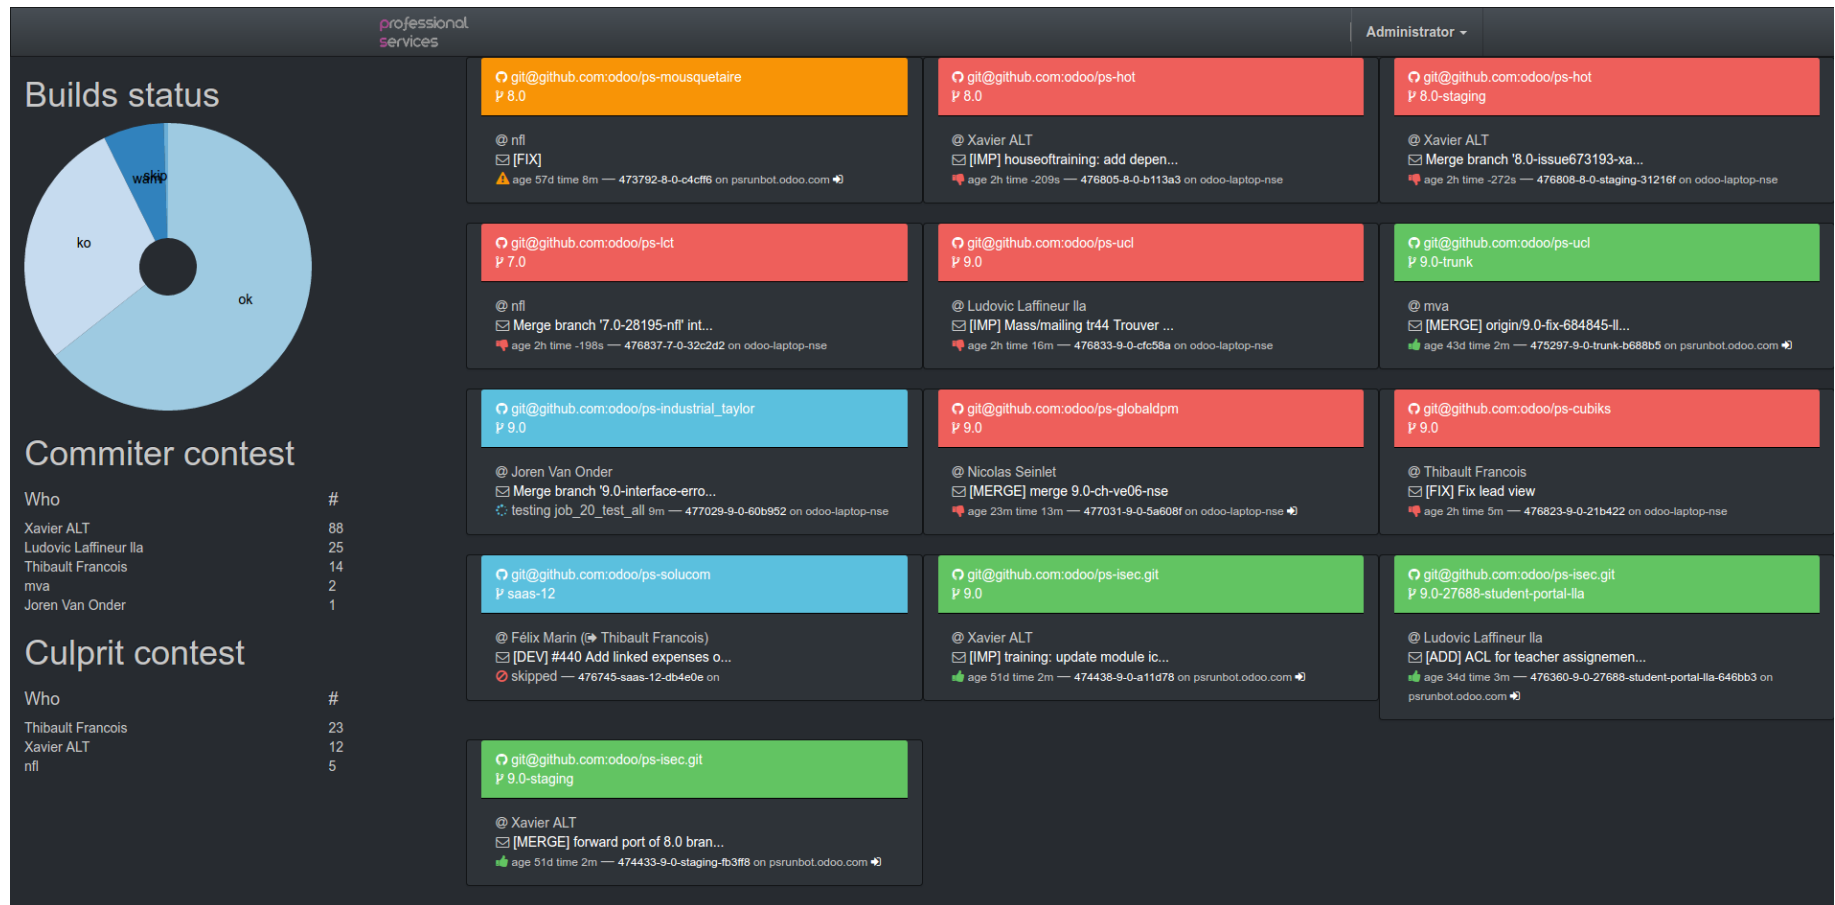 professional
services
Administrator
Builds status
warn
skip
ko
ok
Commiter contest
Who #
Xavier ALT 88
Ludovic Laffineur lla 25
Thibault Francois 14
mva 2
Joren Van Onder 1
Culprit contest
Who #
Thibault Francois 23
Xavier ALT 12
nfl 5
git@github.com:odoo/ps-mousquetaire
8.0
@ nfl
[FIX]
age 57d time 8m — 473792-8-0-c4cff6 on psrunbot.odoo.com
git@github.com:odoo/ps-hot
8.0
@ Xavier ALT
[IMP] houseoftraining: add depen...
age 2h time -209s — 476805-8-0-b113a3 on odoo-laptop-nse
git@github.com:odoo/ps-hot
8.0-staging
@ Xavier ALT
Merge branch '8.0-issue673193-xa...
age 2h time -272s — 476808-8-0-staging-31216f on odoo-laptop-nse
git@github.com:odoo/ps-lct
7.0
@ nfl
Merge branch '7.0-28195-nfl' int...
age 2h time -198s — 476837-7-0-32c2d2 on odoo-laptop-nse
git@github.com:odoo/ps-ucl
9.0
@ Ludovic Laffineur lla
[IMP] Mass/mailing tr44 Trouver ...
age 2h time 16m — 476833-9-0-cfc58a on odoo-laptop-nse
git@github.com:odoo/ps-ucl
9.0-trunk
@ mva
[MERGE] origin/9.0-fix-684845-ll...
age 43d time 2m — 475297-9-0-trunk-b688b5 on psrunbot.odoo.com
git@github.com:odoo/ps-industrial_taylor
9.0
@ Joren Van Onder
Merge branch '9.0-interface-erro...
testing job_20_test_all 9m — 477029-9-0-60b952 on odoo-laptop-nse
git@github.com:odoo/ps-globaldpm
9.0
@ Nicolas Seinlet
[MERGE] merge 9.0-ch-ve06-nse
age 23m time 13m — 477031-9-0-5a608f on odoo-laptop-nse
git@github.com:odoo/ps-cubiks
9.0
@ Thibault Francois
[FIX] Fix lead view
age 2h time 5m — 476823-9-0-21b422 on odoo-laptop-nse
git@github.com:odoo/ps-solucom
saas-12
@ Félix Marin ( Thibault Francois)
[DEV] #440 Add linked expenses o...
skipped — 476745-saas-12-db4e0e on
git@github.com:odoo/ps-isec.git
9.0
@ Xavier ALT
[IMP] training: update module ic...
age 51d time 2m — 474438-9-0-a11d78 on psrunbot.odoo.com
git@github.com:odoo/ps-isec.git
9.0-27688-student-portal-lla
@ Ludovic Laffineur lla
[ADD] ACL for teacher assignemen...
age 34d time 3m — 476360-9-0-27688-student-portal-lla-646bb3 on
psrunbot.odoo.com
git@github.com:odoo/ps-isec.git
9.0-staging
@ Xavier ALT
[MERGE] forward port of 8.0 bran...
age 51d time 2m — 474433-9-0-staging-fb3ff8 on psrunbot.odoo.com